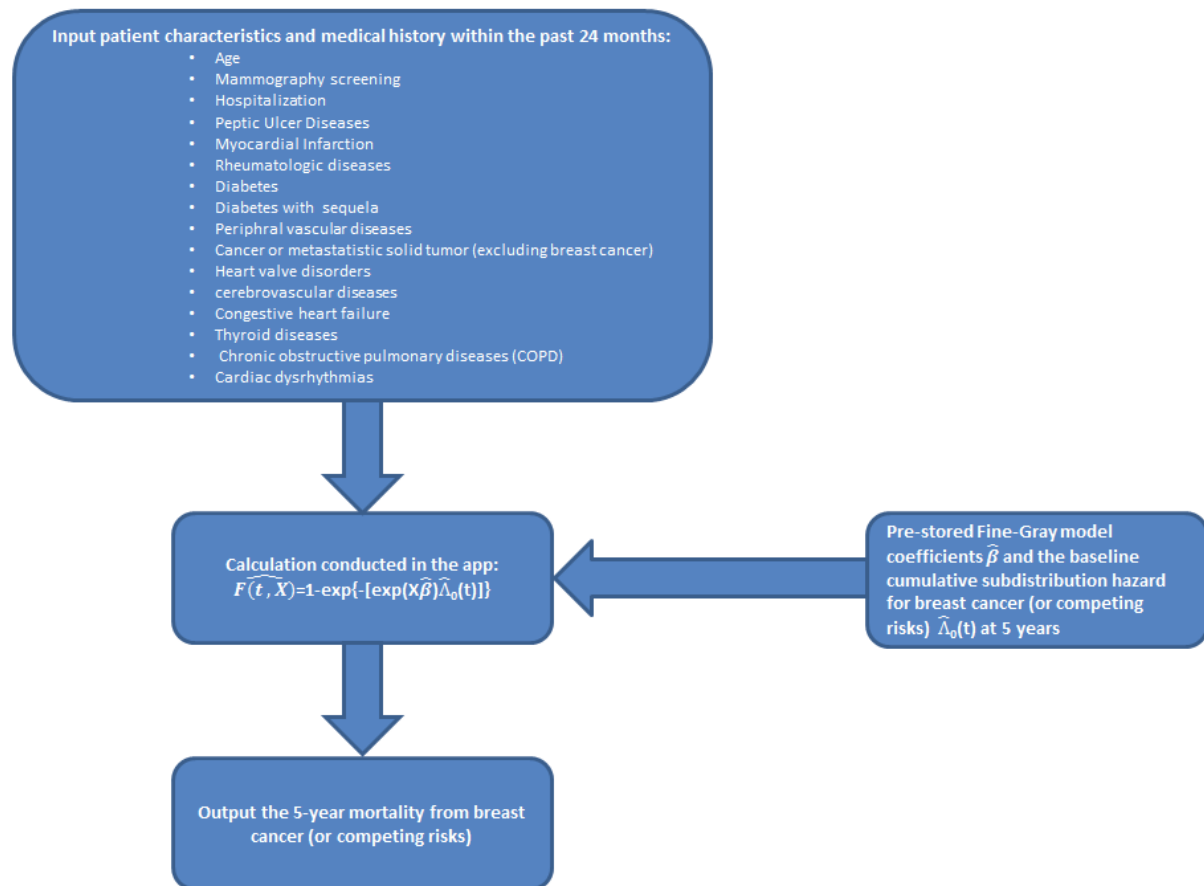 Input patient characteristics and medical history within the past 24 months:
• Age
• Mammography screening
• Hospitalization
• Peptic Ulcer Diseases
• Myocardial Infarction
• Rheumatologic diseases
• Diabetes
• Diabetes with sequela
• Periphral vascular diseases
• Cancer or metastatistic solid tumor (excluding breast cancer)
• Heart valve disorders
• cerebrovascular diseases
• Congestive heart failure
• Thyroid diseases
• Chronic obstructive pulmonary diseases (COPD)
• Cardiac dysrhythmias
Calculation conducted in the app:
F̂(t, X)=1-exp{-[exp(Xβ̂)Λ̂₀(t)]}
Pre-stored Fine-Gray model
coefficients β̂ and the baseline
cumulative subdistribution hazard
for breast cancer (or competing
risks) Λ̂₀(t) at 5 years
Output the 5-year mortality from breast
cancer (or competing risks)